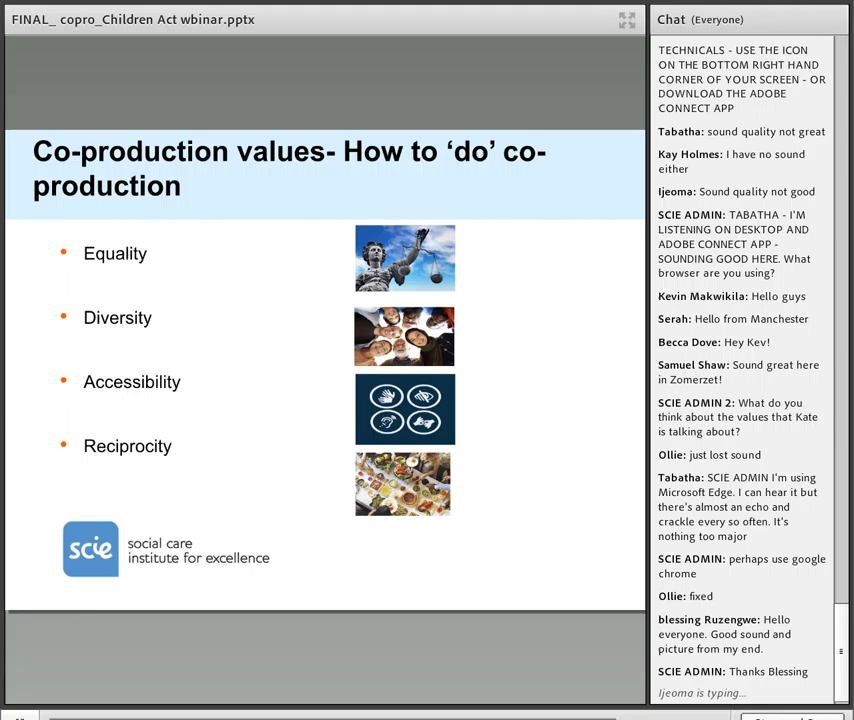 FINAL_ copro_Children Act wbinar.pptx
Co-production values- How to ‘do’ co-
production
• Equality
• Diversity
• Accessibility
• Reciprocity
scie social care
institute for excellence
Chat (Everyone)
TECHNICALS - USE THE ICON
ON THE BOTTOM RIGHT HAND
CORNER OF YOUR SCREEN - OR
DOWNLOAD THE ADOBE
CONNECT APP
Tabatha: sound quality not great
Kay Holmes: I have no sound
either
Ijeoma: Sound quality not good
SCIE ADMIN: TABATHA - I'M
LISTENING ON DESKTOP AND
ADOBE CONNECT APP -
SOUNDING GOOD HERE. What
browser are you using?
Kevin Makwikila: Hello guys
Serah: Hello from Manchester
Becca Dove: Hey Kev!
Samuel Shaw: Sound great here
in Zomerzet!
SCIE ADMIN 2: What do you
think about the values that Kate
is talking about?
Ollie: just lost sound
Tabatha: SCIE ADMIN I'm using
Microsoft Edge. I can hear it but
there's almost an echo and
crackle every so often. It's
nothing too major
SCIE ADMIN: perhaps use google
chrome
Ollie: fixed
blessing Ruzengwe: Hello
everyone. Good sound and
picture from my end.
SCIE ADMIN: Thanks Blessing
Ijeoma is typing...